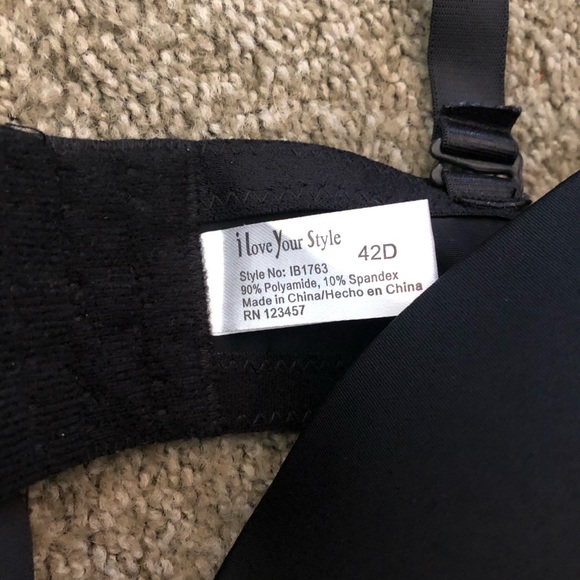 i love Your Style
42D
Style No: IB1763
90% Polyamide, 10% Spandex
Made in China/Hecho en China
RN 123457